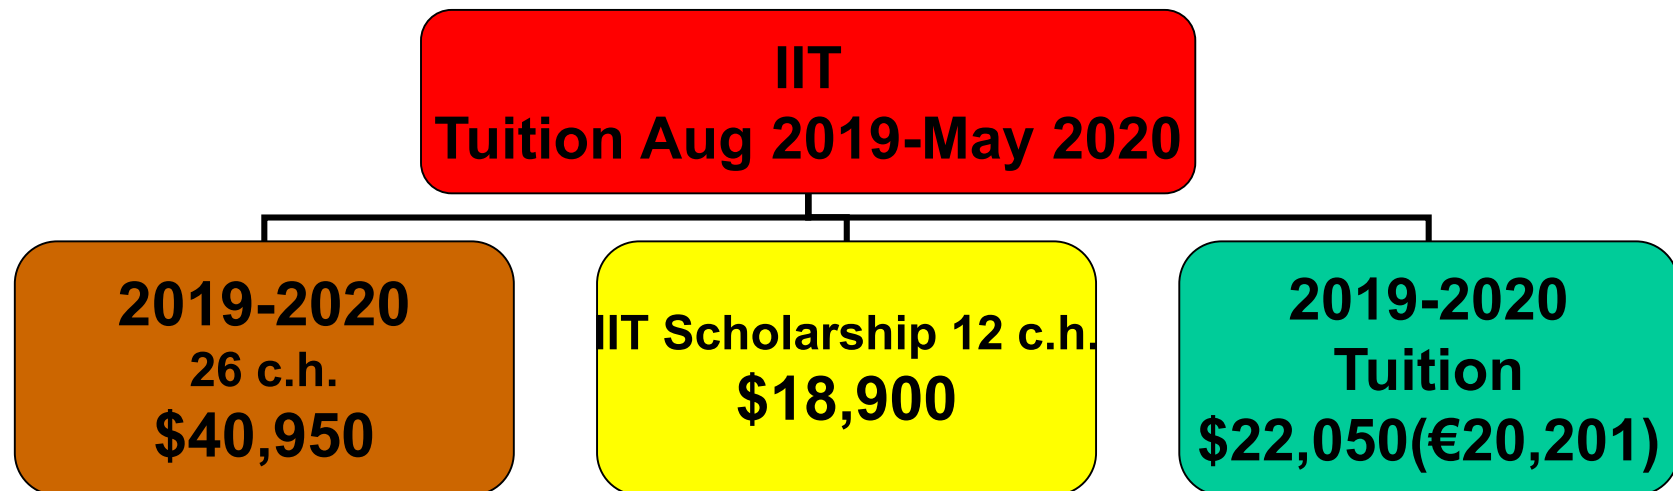 IIT
Tuition Aug 2019-May 2020
2019-2020
26 c.h.
$40,950
IIT Scholarship 12 c.h.
$18,900
2019-2020
Tuition
$22,050(€20,201)